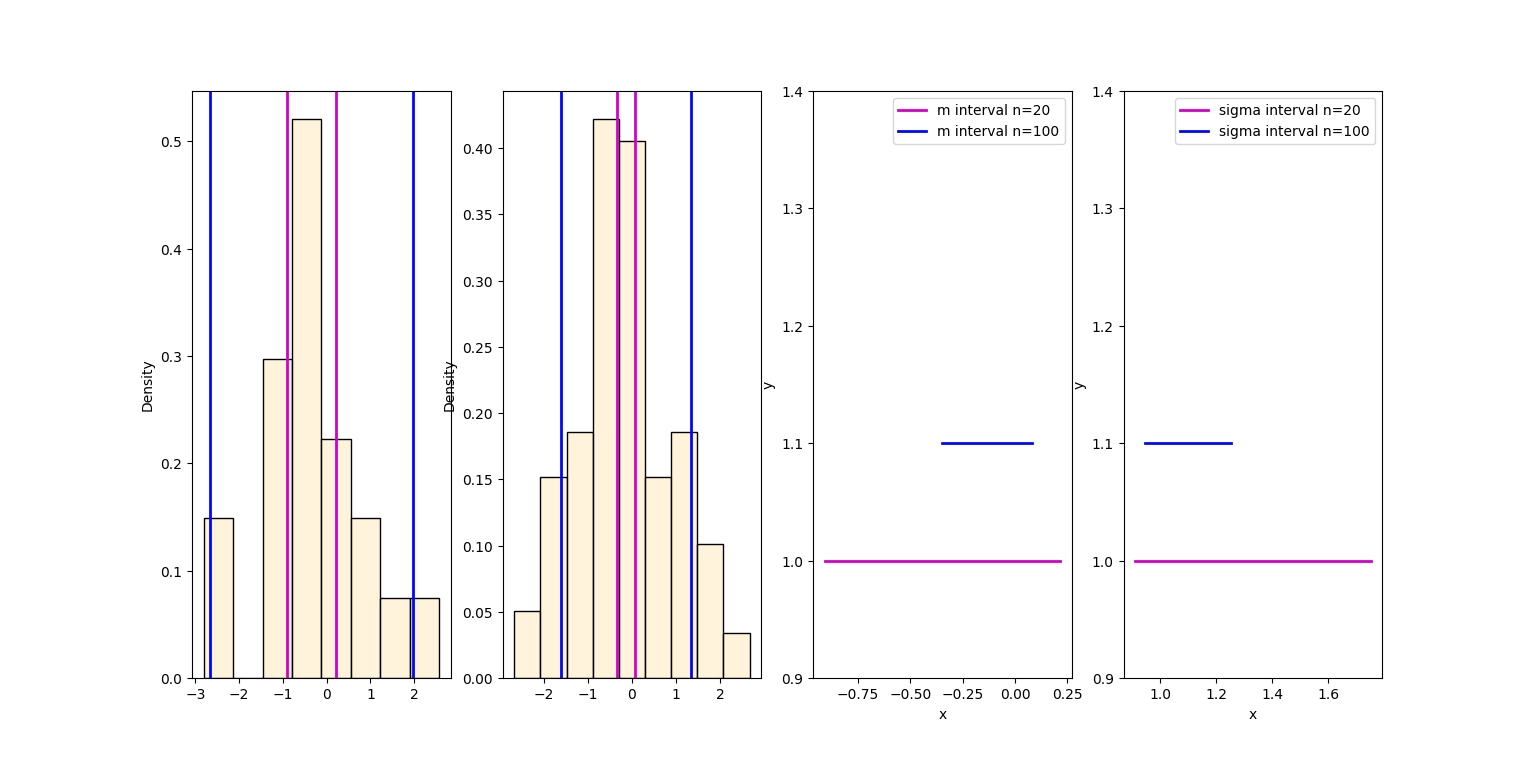 Density
0.5
0.4
0.3
0.2
0.1
0.0
−3 −2 −1 0 1 2
Density
0.40
0.35
0.30
0.25
0.20
0.15
0.10
0.05
0.00
−2 −1 0 1 2
y
1.4
1.3
1.2
1.1
1.0
0.9
m interval n=20
m interval n=100
−0.75 −0.50 −0.25 0.00 0.25
x
y
1.4
1.3
1.2
1.1
1.0
0.9
sigma interval n=20
sigma interval n=100
1.0 1.2 1.4 1.6
x